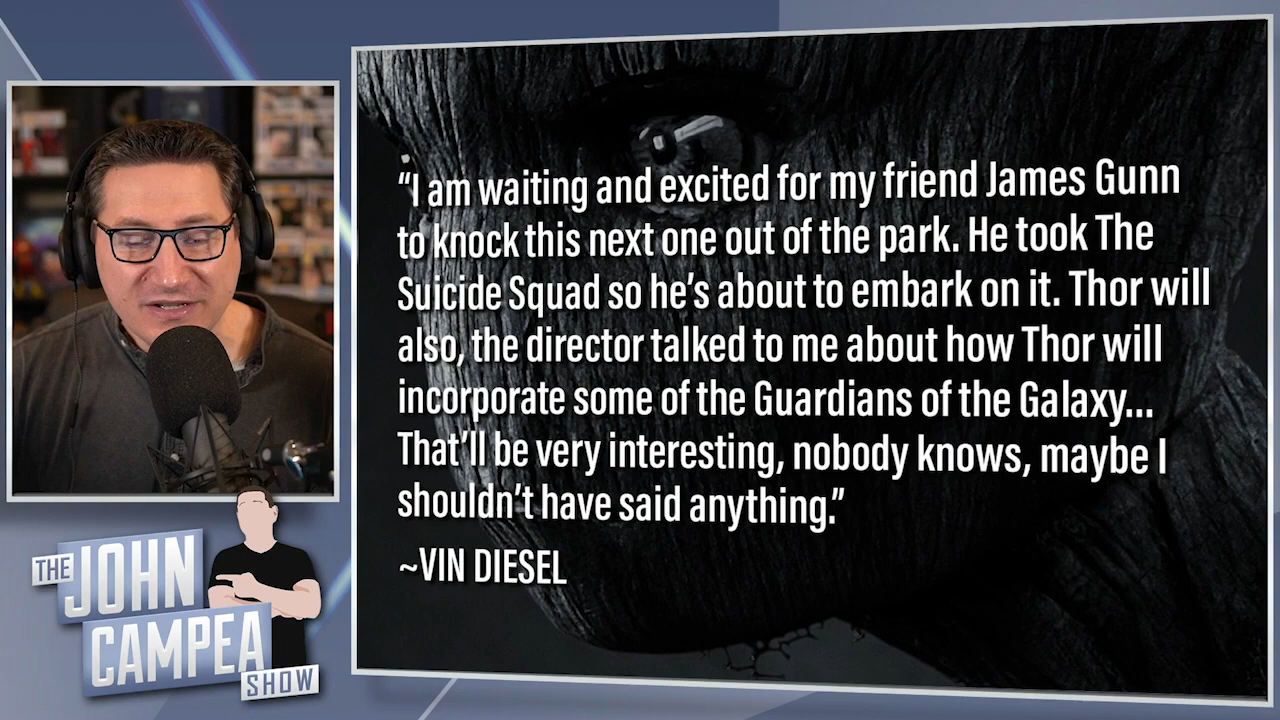 “I am waiting and excited for my friend James Gunn
to knock this next one out of the park. He took The
Suicide Squad so he’s about to embark on it. Thor will
also, the director talked to me about how Thor will
incorporate some of the Guardians of the Galaxy...
That’ll be very interesting, nobody knows, maybe I
shouldn’t have said anything.”
~VIN DIESEL
THE
JOHN
CAMPEA
SHOW